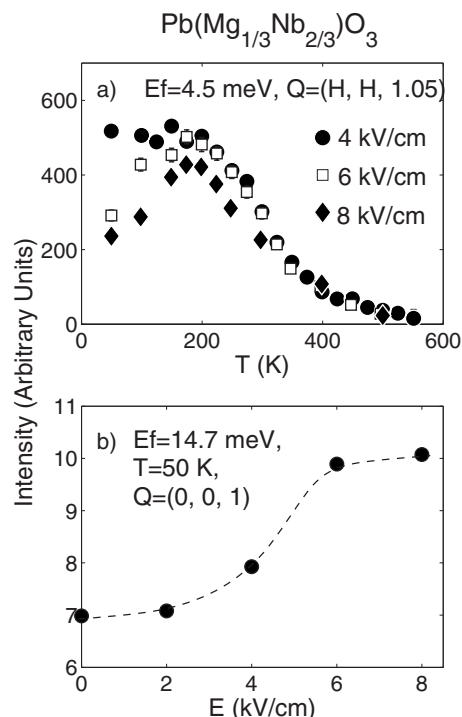 Pb(Mg1/3Nb2/3)O3
a) Ef=4.5 meV, Q=(H, H, 1.05)
4 kV/cm
6 kV/cm
8 kV/cm
600
400
200
0
0 200 400 600
T (K)
Intensity (Arbitrary Units)
11
10
9
8
7
6
b) Ef=14.7 meV,
T=50 K,
Q=(0, 0, 1)
0 2 4 6 8
E (kV/cm)